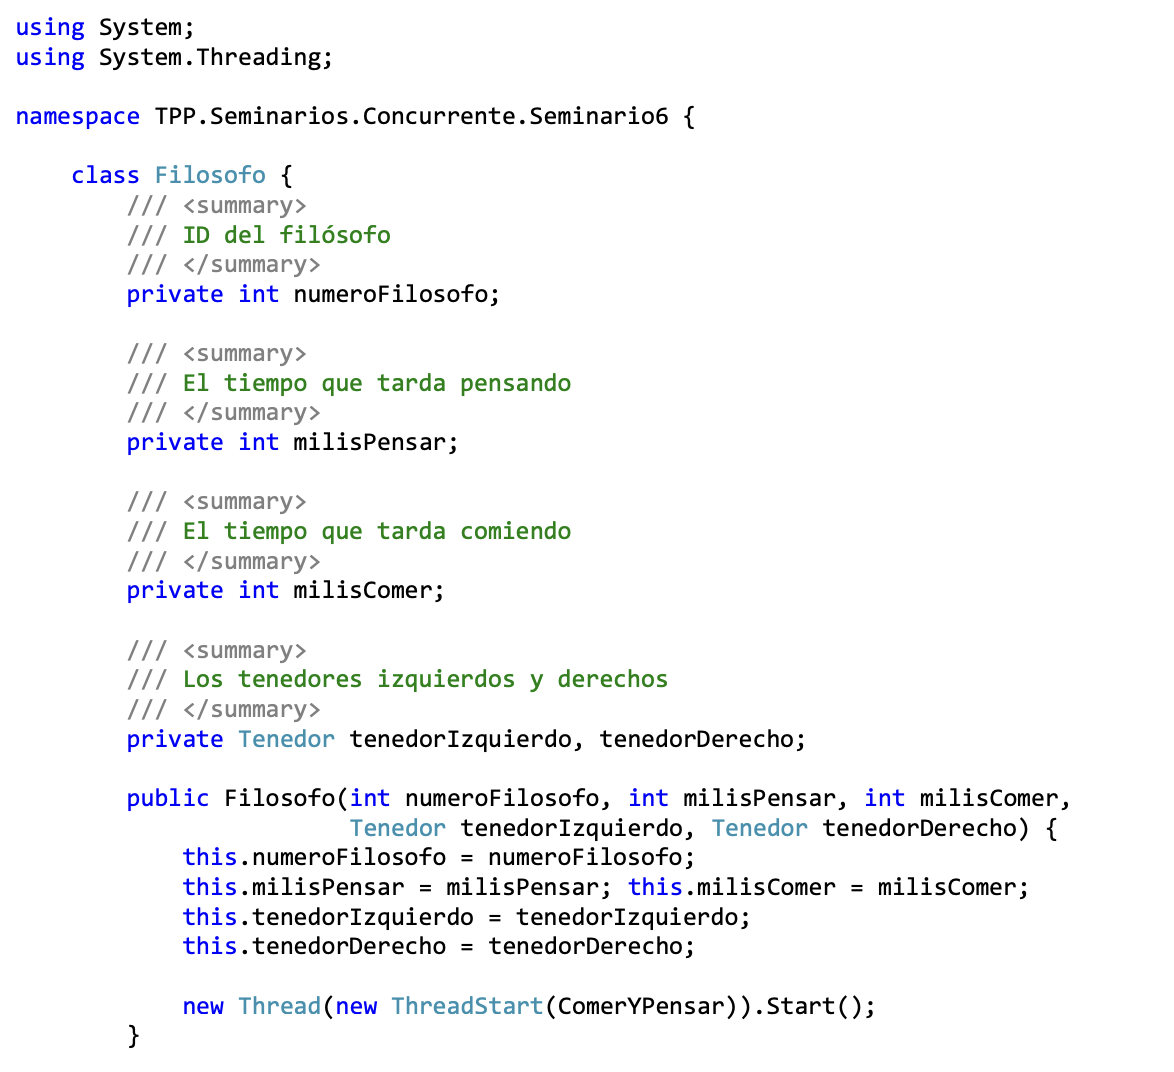 using System;
using System.Threading;
namespace TPP.Seminarios.Concurrente.Seminario6 {
class Filosofo {
/// <summary>
/// ID del filósofo
/// </summary>
private int numeroFilosofo;
/// <summary>
/// El tiempo que tarda pensando
/// </summary>
private int milisPensar;
/// <summary>
/// El tiempo que tarda comiendo
/// </summary>
private int milisComer;
/// <summary>
/// Los tenedores izquierdos y derechos
/// </summary>
private Tenedor tenedorIzquierdo, tenedorDerecho;
public Filosofo(int numeroFilosofo, int milisPensar, int milisComer,
Tenedor tenedorIzquierdo, Tenedor tenedorDerecho) {
this.numeroFilosofo = numeroFilosofo;
this.milisPensar = milisPensar; this.milisComer = milisComer;
this.tenedorIzquierdo = tenedorIzquierdo;
this.tenedorDerecho = tenedorDerecho;
new Thread(new ThreadStart(ComerYPensar)).Start();
}